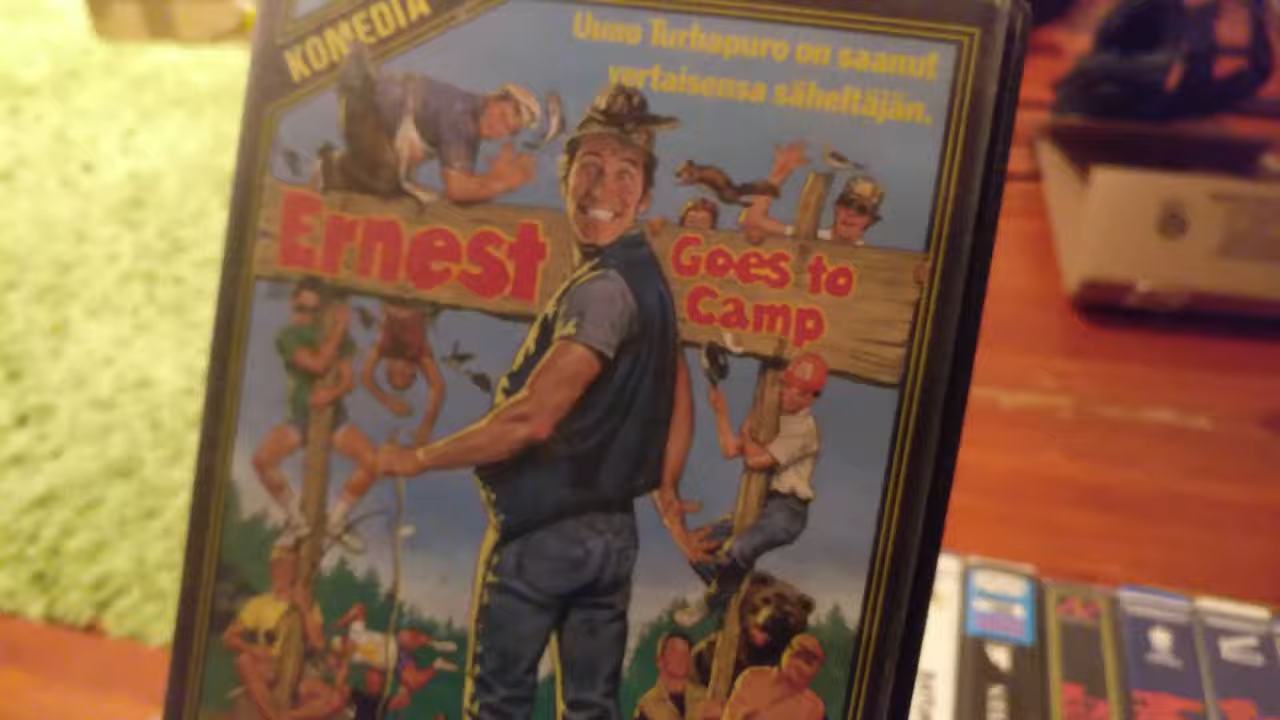 KOMEDIA
Uuno Turhapuro on saanut
vertaisensa säheltäjän.
Ernest
Goes to
Camp